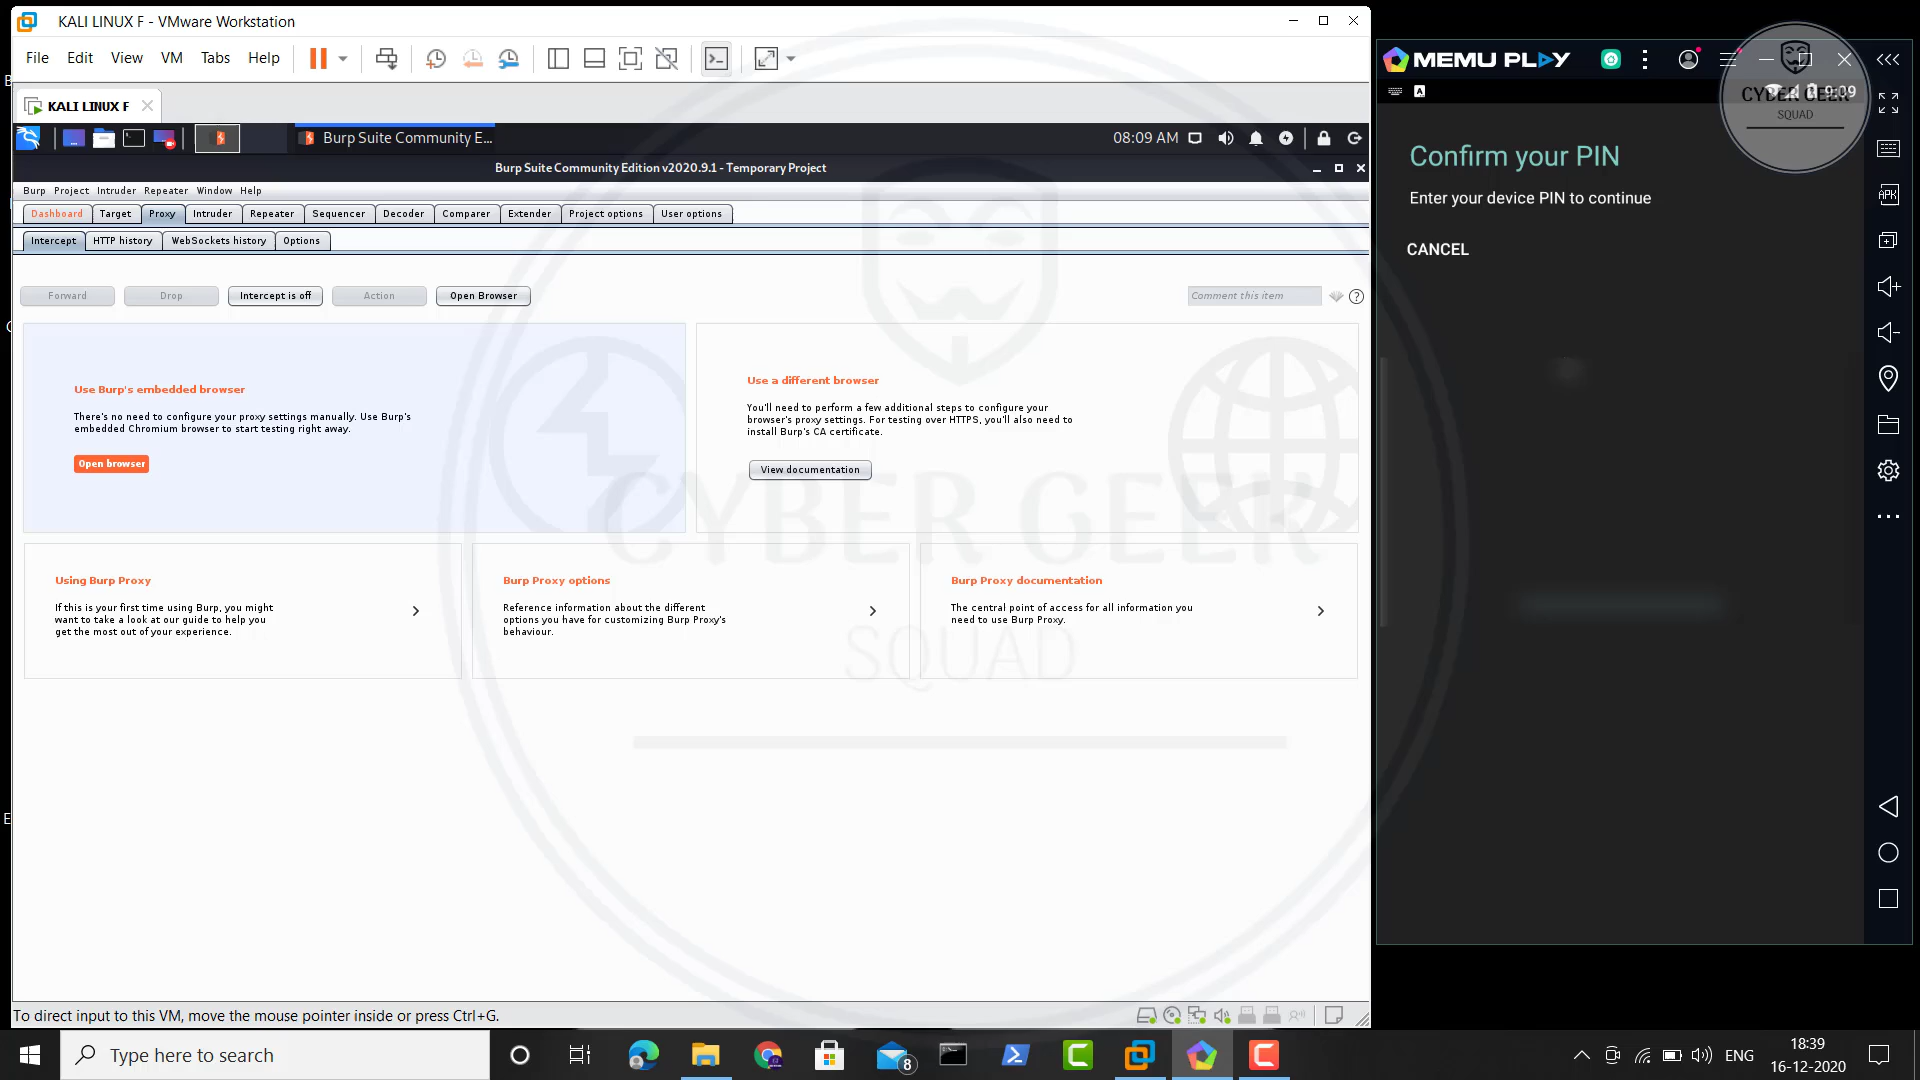 KALI LINUX F - VMware Workstation
File Edit View VM Tabs Help
KALI LINUX F
Burp Suite Community E...
08:09 AM
Burp Suite Community Edition v2020.9.1 - Temporary Project
Burp Project Intruder Repeater Window Help
Dashboard Target Proxy Intruder Repeater Sequencer Decoder Comparer Extender Project options User options
Intercept HTTP history WebSockets history Options
Forward Drop Intercept is off Action Open Browser
Comment this item
?
Use Burp's embedded browser
There's no need to configure your proxy settings manually. Use Burp's
embedded Chromium browser to start testing right away.
Open browser
Use a different browser
You'll need to perform a few additional steps to configure your
browser's proxy settings. For testing over HTTPS, you'll also need to
install Burp's CA certificate.
View documentation
Using Burp Proxy
If this is your first time using Burp, you might
want to take a look at our guide to help you
get the most out of your experience.
Burp Proxy options
Reference information about the different
options you have for customizing Burp Proxy's
behaviour.
Burp Proxy documentation
The central point of access for all information you
need to use Burp Proxy.
CYBER GEEK
SQUAD
To direct input to this VM, move the mouse pointer inside or press Ctrl+G.
MEMU PLAY
A
9:09
CYBER GEEK
SQUAD
Confirm your PIN
Enter your device PIN to continue
CANCEL
APK
Type here to search
8
ENG
18:39
16-12-2020